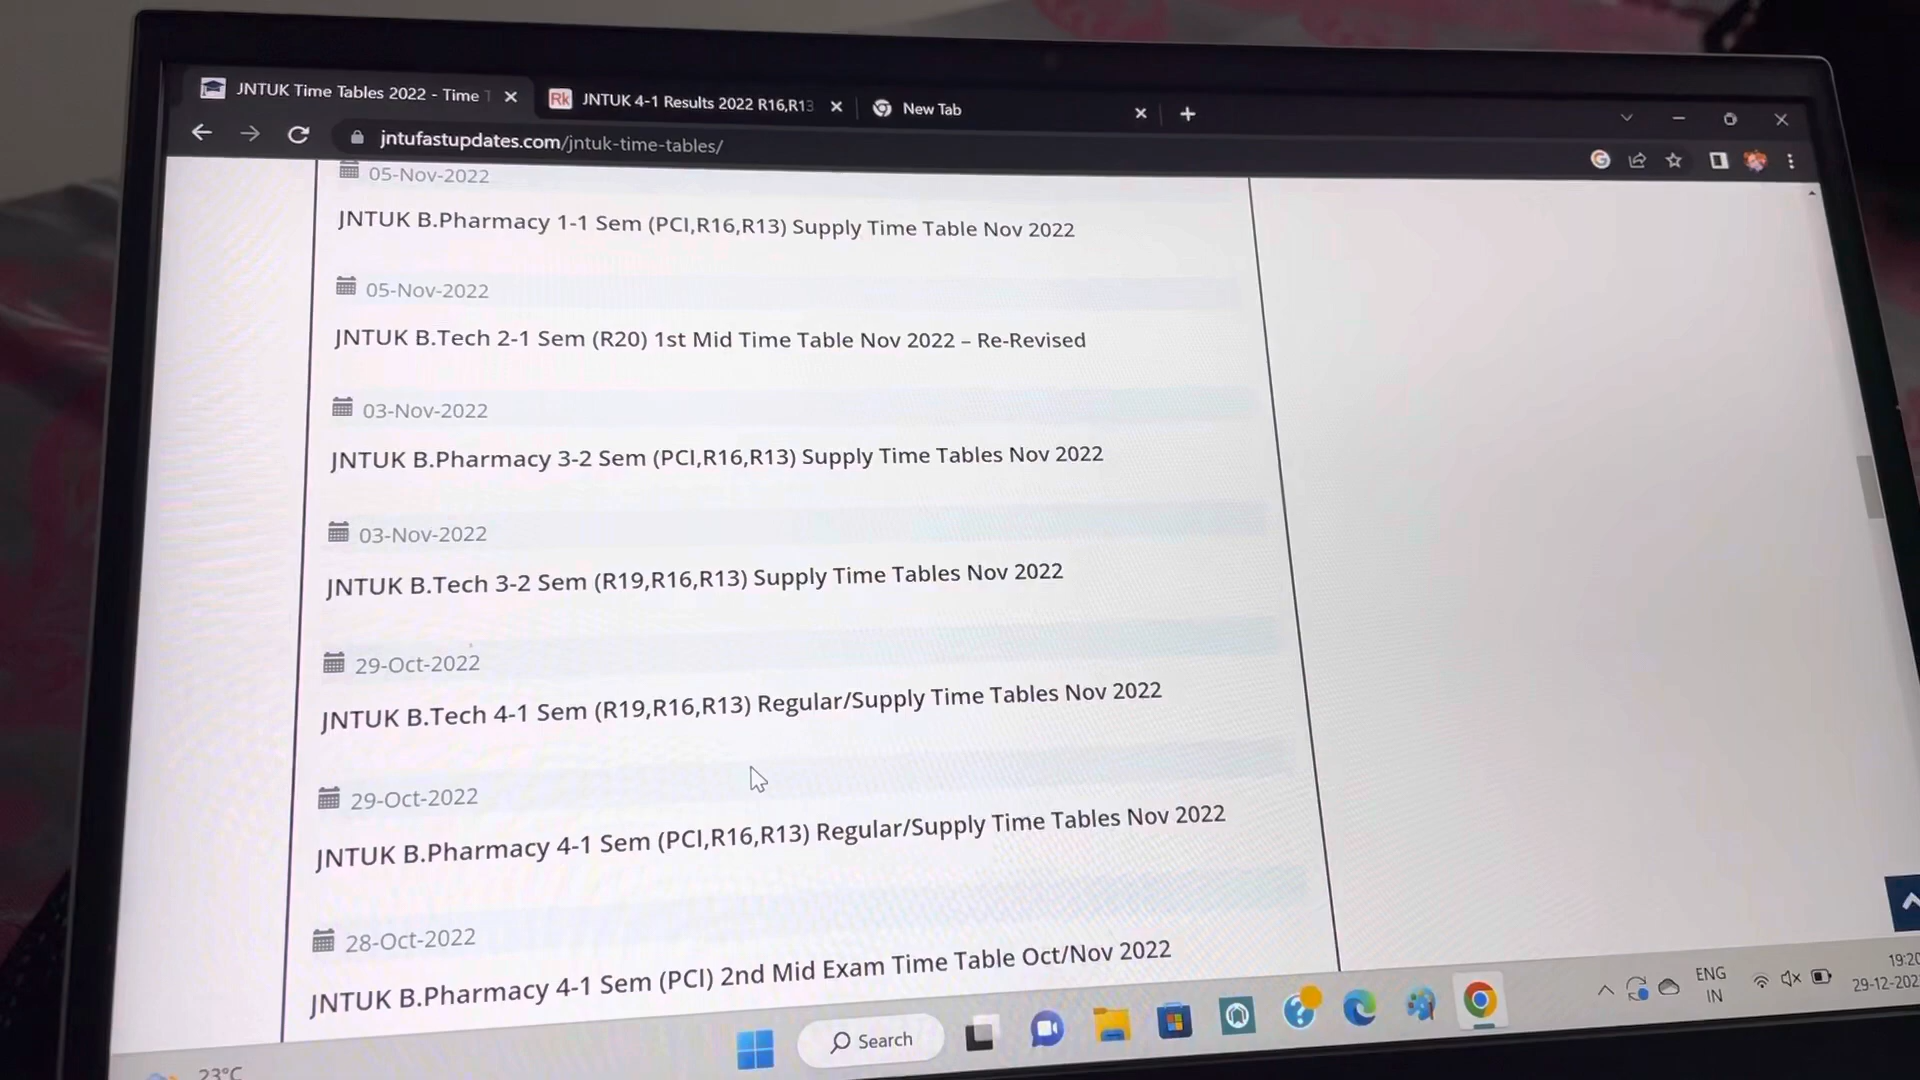 JNTUK Time Tables 2022 - Time
JNTUK 4-1 Results 2022 R16,R13
New Tab
jntufastupdates.com/jntuk-time-tables/
05-Nov-2022
JNTUK B.Pharmacy 1-1 Sem (PCI,R16,R13) Supply Time Table Nov 2022
05-Nov-2022
JNTUK B.Tech 2-1 Sem (R20) 1st Mid Time Table Nov 2022 – Re-Revised
03-Nov-2022
JNTUK B.Pharmacy 3-2 Sem (PCI,R16,R13) Supply Time Tables Nov 2022
03-Nov-2022
JNTUK B.Tech 3-2 Sem (R19,R16,R13) Supply Time Tables Nov 2022
29-Oct-2022
JNTUK B.Tech 4-1 Sem (R19,R16,R13) Regular/Supply Time Tables Nov 2022
29-Oct-2022
JNTUK B.Pharmacy 4-1 Sem (PCI,R16,R13) Regular/Supply Time Tables Nov 2022
28-Oct-2022
JNTUK B.Pharmacy 4-1 Sem (PCI) 2nd Mid Exam Time Table Oct/Nov 2022
Rk
23°C
Search
ENG
IN
19:20
29-12-202